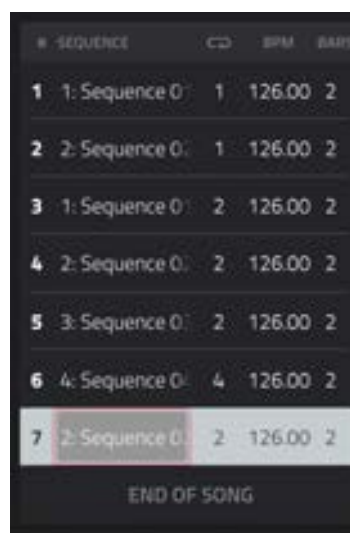 # SEQUENCE BPM BARS
1 1: Sequence 0 1 126.00 2
2 2: Sequence 0 1 126.00 2
3 1: Sequence 0 2 126.00 2
4 2: Sequence 0 2 126.00 2
5 3: Sequence 0 2 126.00 2
6 4: Sequence 0 4 126.00 2
7 2: Sequence 0 2 126.00 2
END OF SONG